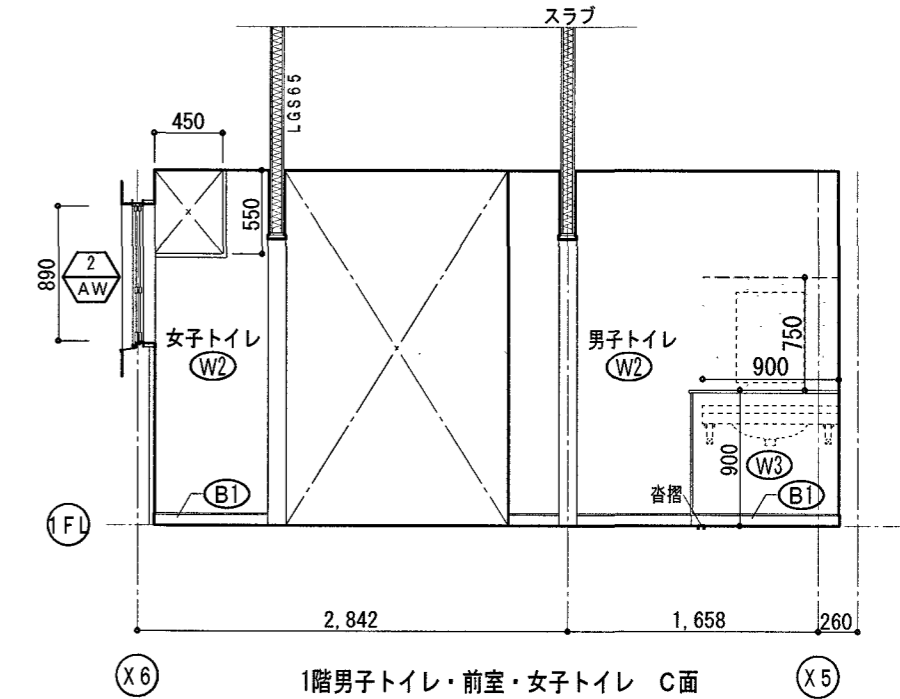 スラブ
LGS65
450
550
890
2
AW
女子トイレ
W2
男子トイレ
W2
750
900
900
W3
沓摺
B1
B1
1FL
2,842
1,658
260
X6
1階男子トイレ・前室・女子トイレ C面
X5